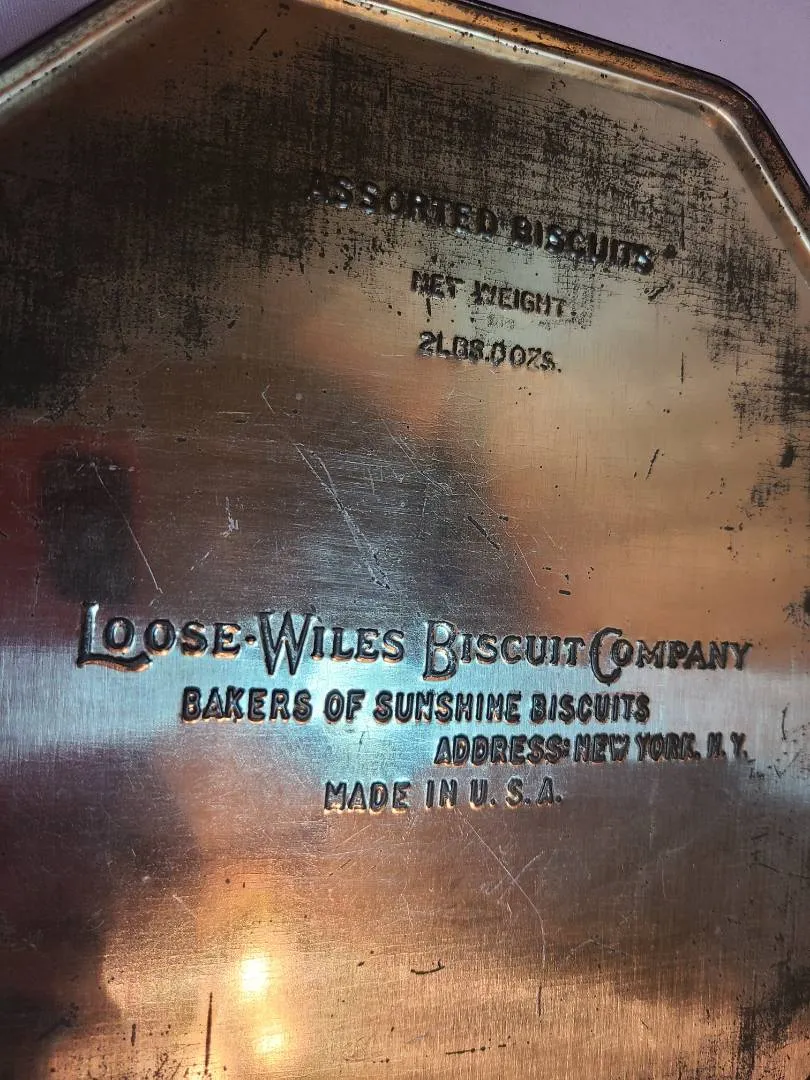 ASSORTED BISCUITS
NET WEIGHT.
2LBS.0OZS.
LOOSE-WILES BISCUIT COMPANY
BAKERS OF SUNSHINE BISCUITS
ADDRESS: NEW YORK, N.Y.
MADE IN U.S.A.